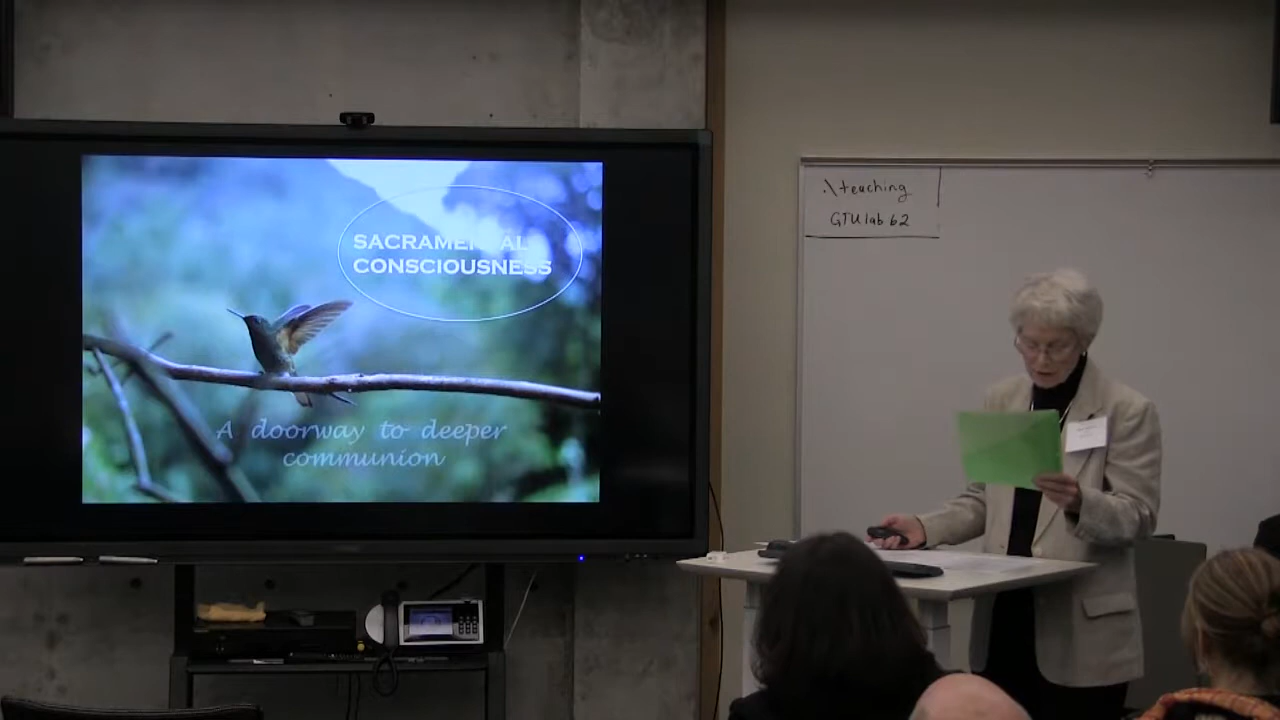 SACRAMENTAL
CONSCIOUSNESS
A doorway to deeper
communion
.\teaching
GTU lab 62